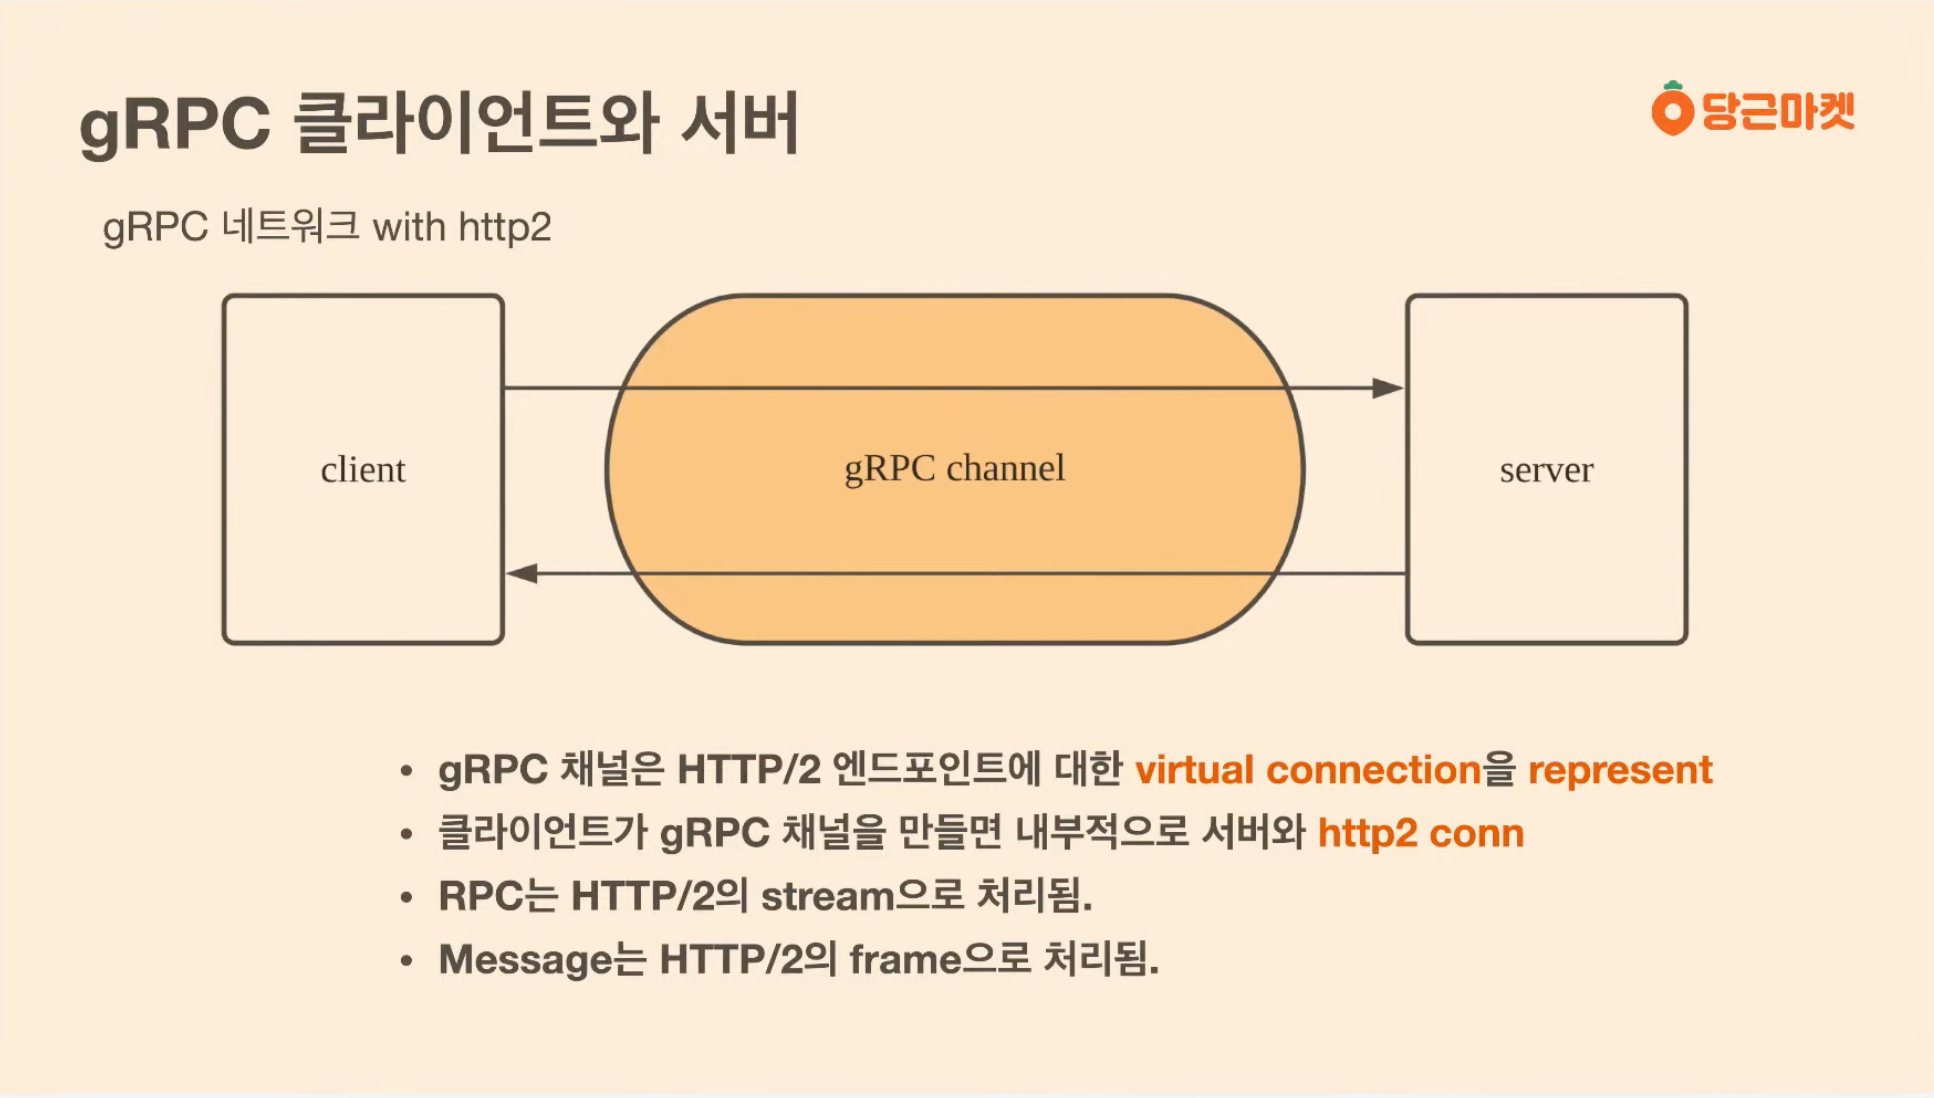 gRPC 클라이언트와 서버
당근마켓
gRPC 네트워크 with http2
client
gRPC channel
server
• gRPC 채널은 HTTP/2 엔드포인트에 대한 virtual connection을 represent
• 클라이언트가 gRPC 채널을 만들면 내부적으로 서버와 http2 conn
• RPC는 HTTP/2의 stream으로 처리됨.
• Message는 HTTP/2의 frame으로 처리됨.